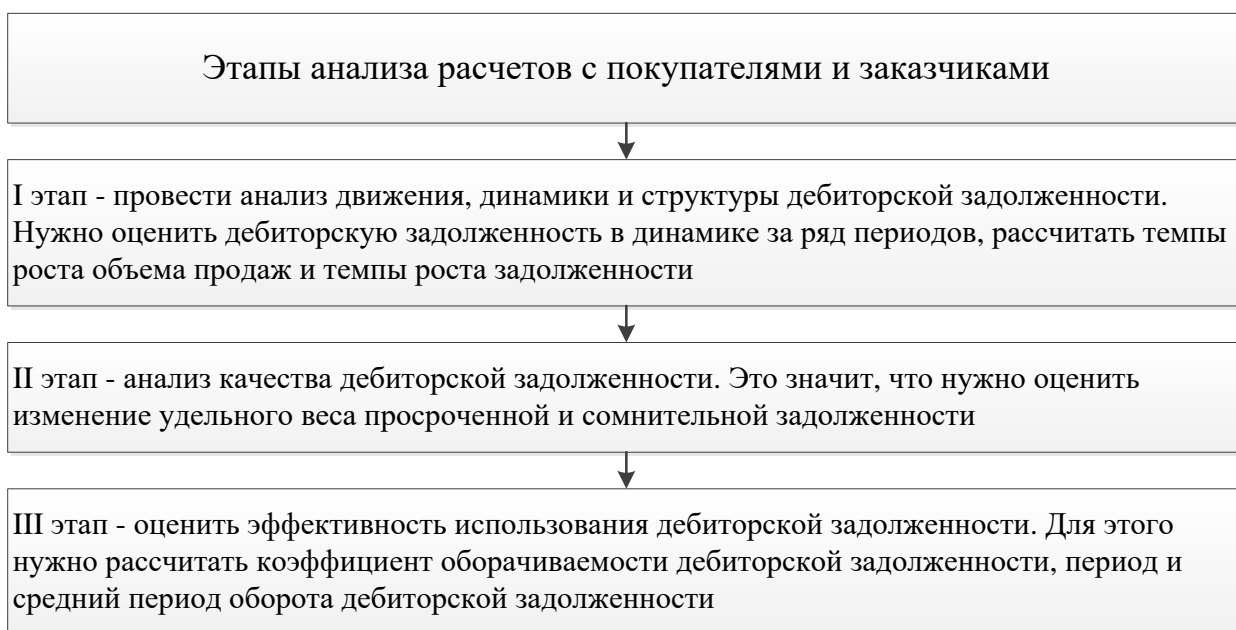 Этапы анализа расчетов с покупателями и заказчиками
I этап - провести анализ движения, динамики и структуры дебиторской задолженности.
Нужно оценить дебиторскую задолженность в динамике за ряд периодов, рассчитать темпы
роста объема продаж и темпы роста задолженности
II этап - анализ качества дебиторской задолженности. Это значит, что нужно оценить
изменение удельного веса просроченной и сомнительной задолженности
III этап - оценить эффективность использования дебиторской задолженности. Для этого
нужно рассчитать коэффициент оборачиваемости дебиторской задолженности, период и
средний период оборота дебиторской задолженности